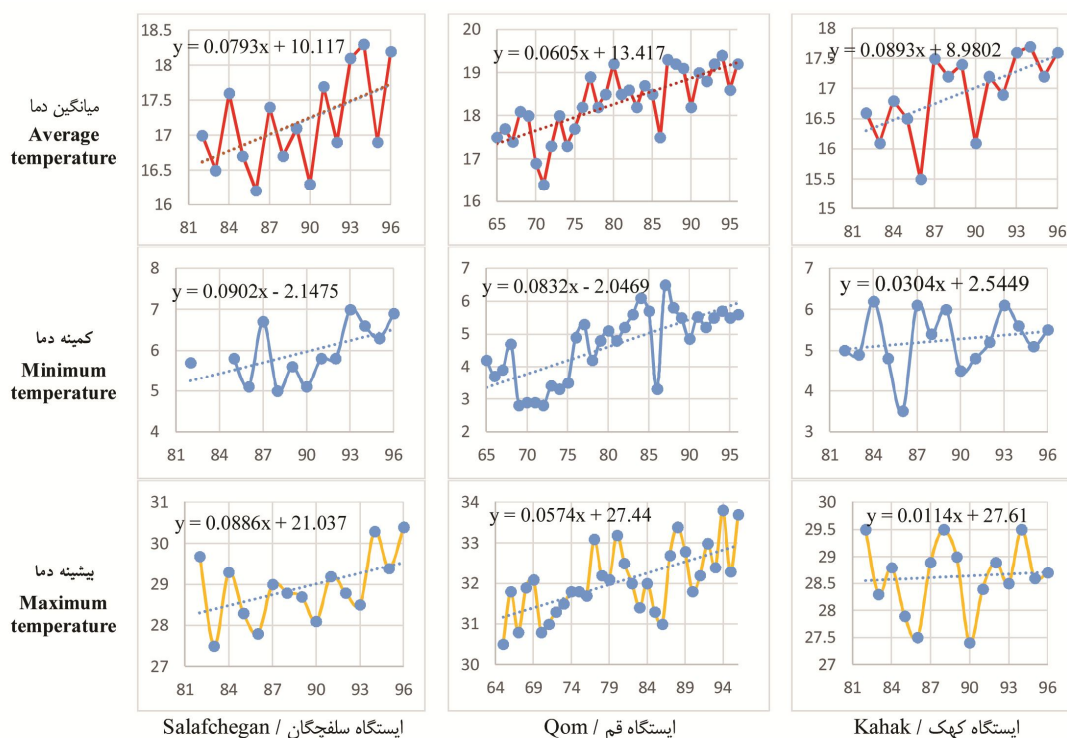 میانگین دما
Average
temperature
18.5
18
17.5
17
16.5
16
y = 0.0793x + 10.117
81 84 87 90 93 96
20
19
18
17
16
y = 0.0605x + 13.417
65 70 75 80 85 90 95
18
17.5
17
16.5
16
15.5
15
y = 0.0893x + 8.9802
81 84 87 90 93 96
کمینه دما
Minimum
temperature
8
7
6
5
4
y = 0.0902x - 2.1475
81 84 87 90 93 96
7
6
5
4
3
2
y = 0.0832x - 2.0469
65 70 75 80 85 90 95
7
6
5
4
3
y = 0.0304x + 2.5449
81 84 87 90 93 96
بیشینه دما
Maximum
temperature
31
30
29
28
27
y = 0.0886x + 21.037
81 84 87 90 93 96
34
33
32
31
30
y = 0.0574x + 27.44
64 69 74 79 84 89 94
30
29.5
29
28.5
28
27.5
27
y = 0.0114x + 27.61
81 84 87 90 93 96
Salafchegan / ایستگاه سلفچگان
Qom / ایستگاه قم
Kahak / ایستگاه کهک